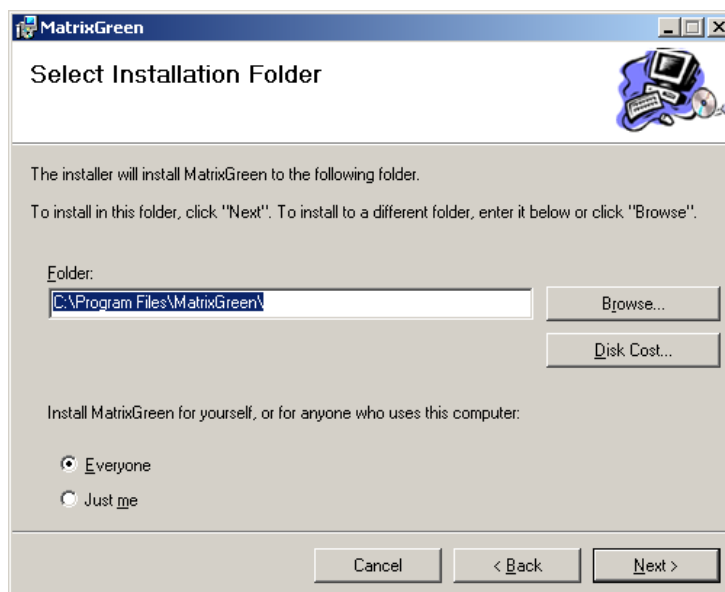 MatrixGreen
Select Installation Folder
The installer will install MatrixGreen to the following folder.
To install in this folder, click "Next". To install to a different folder, enter it below or click "Browse".
Folder:
C:\Program Files\MatrixGreen\
Browse...
Disk Cost...
Install MatrixGreen for yourself, or for anyone who uses this computer:
Everyone
Just me
Cancel
< Back
Next >